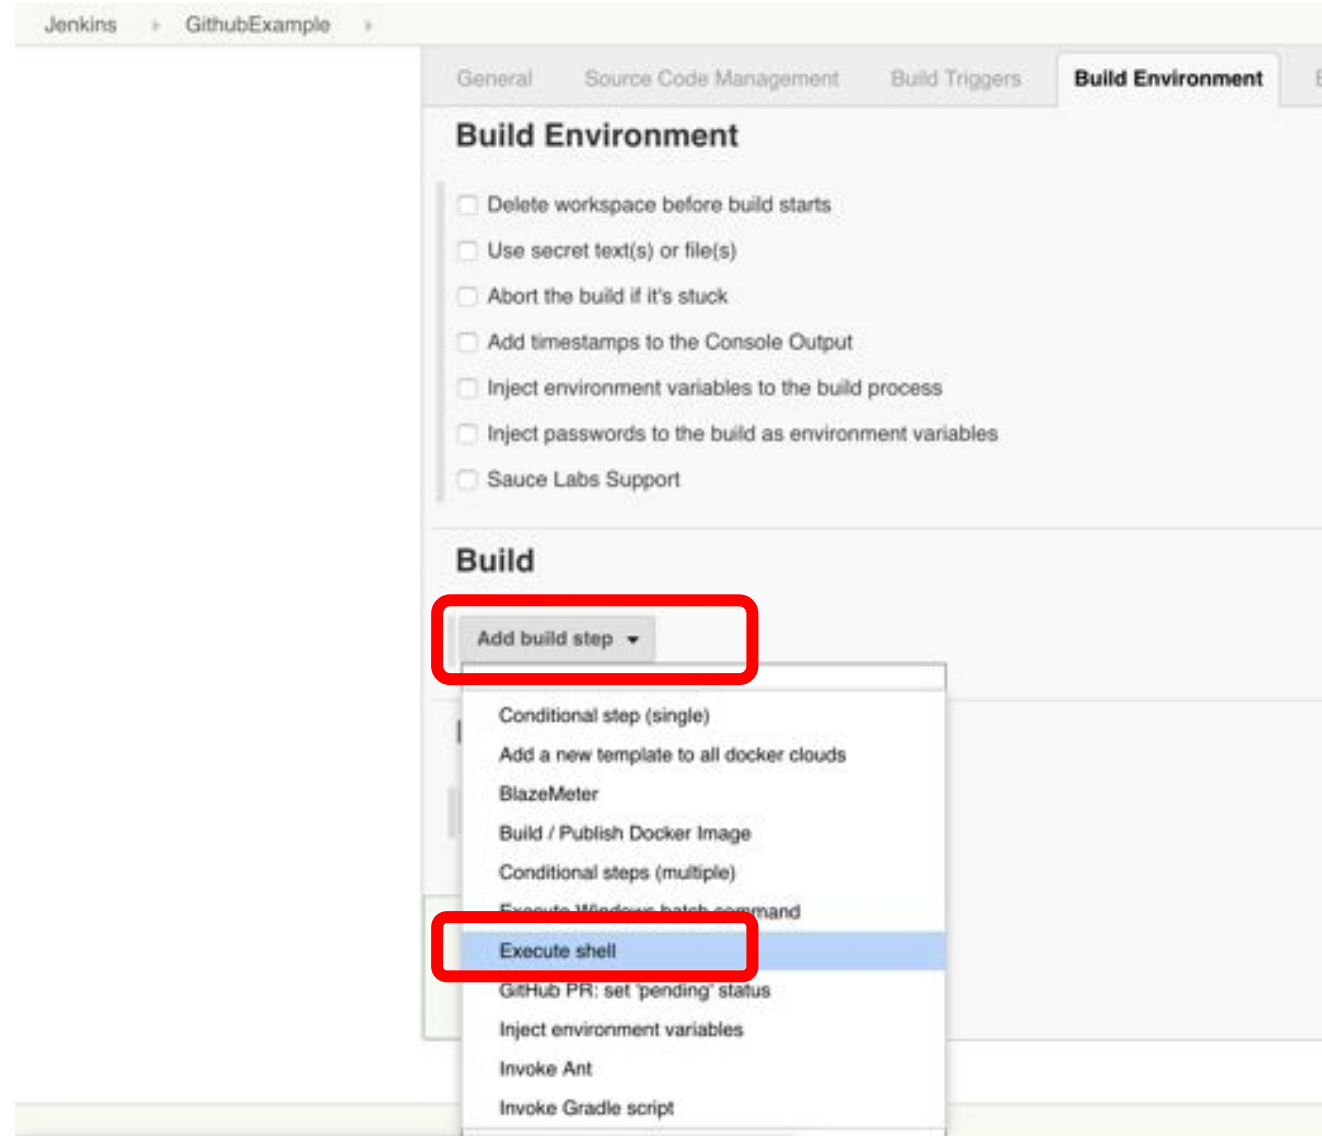 Jenkins GithubExample
General Source Code Management Build Triggers Build Environment
Build Environment
Delete workspace before build starts
Use secret text(s) or file(s)
Abort the build if it's stuck
Add timestamps to the Console Output
Inject environment variables to the build process
Inject passwords to the build as environment variables
Sauce Labs Support
Build
Add build step
Conditional step (single)
Add a new template to all docker clouds
BlazeMeter
Build / Publish Docker Image
Conditional steps (multiple)
Execute Windows batch command
Execute shell
GitHub PR: set 'pending' status
Inject environment variables
Invoke Ant
Invoke Gradle script